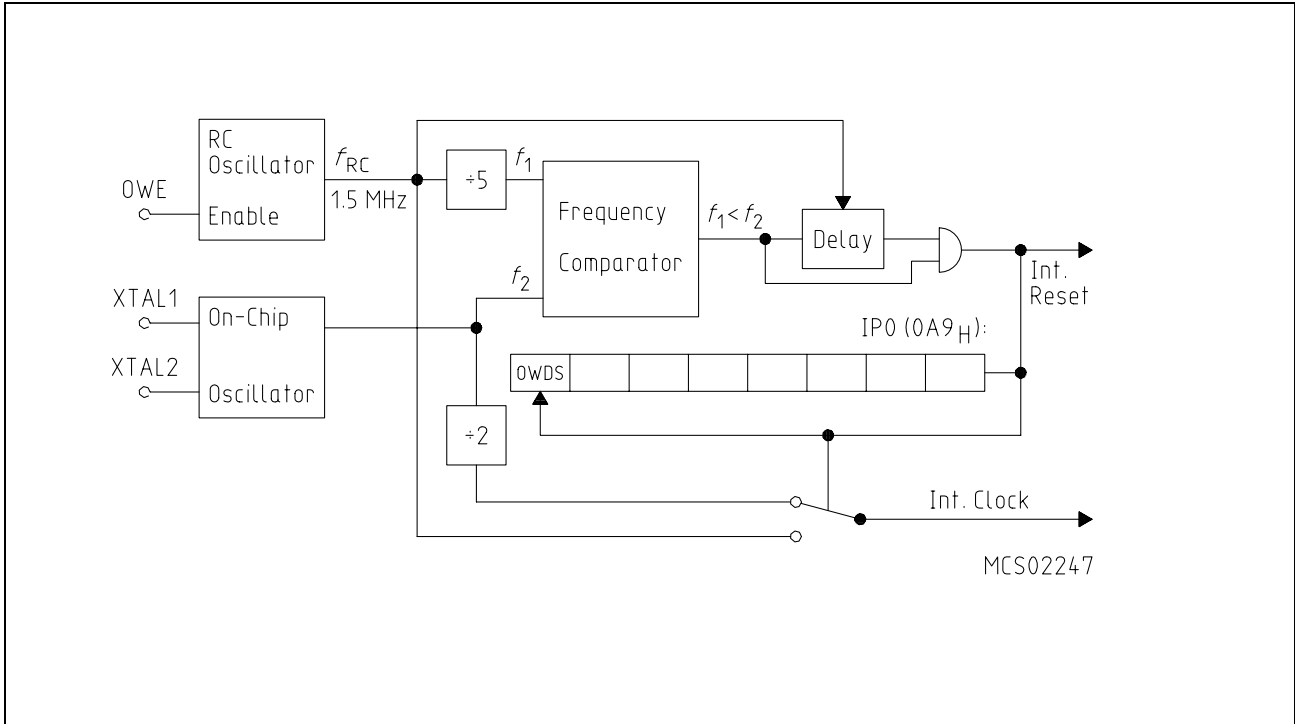 RC
Oscillator
Enable
OWE
fRC
1.5 MHz
÷5
f1
Frequency
Comparator
f1<f2
Delay
Int.
Reset
f2
XTAL1
XTAL2
On-Chip
Oscillator
IP0 (0A9H):
OWDS
÷2
Int. Clock
MCS02247